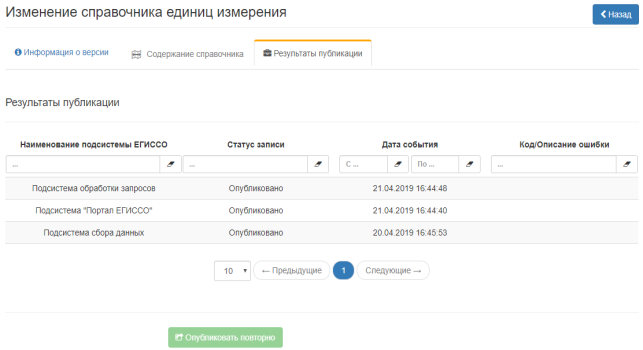 Изменение справочника единиц измерения
Назад
Информация о версии
Содержание справочника
Результаты публикации
Результаты публикации
Наименование подсистемы ЕГИССО Статус записи Дата события Код/Описание ошибки
... ... С ... По ... ...
Подсистема обработки запросов Опубликовано 21.04.2019 16:44:48
Подсистема "Портал ЕГИССО" Опубликовано 21.04.2019 16:44:40
Подсистема сбора данных Опубликовано 20.04.2019 16:45:53
10 ← Предыдущие 1 Следующие →
Опубликовать повторно